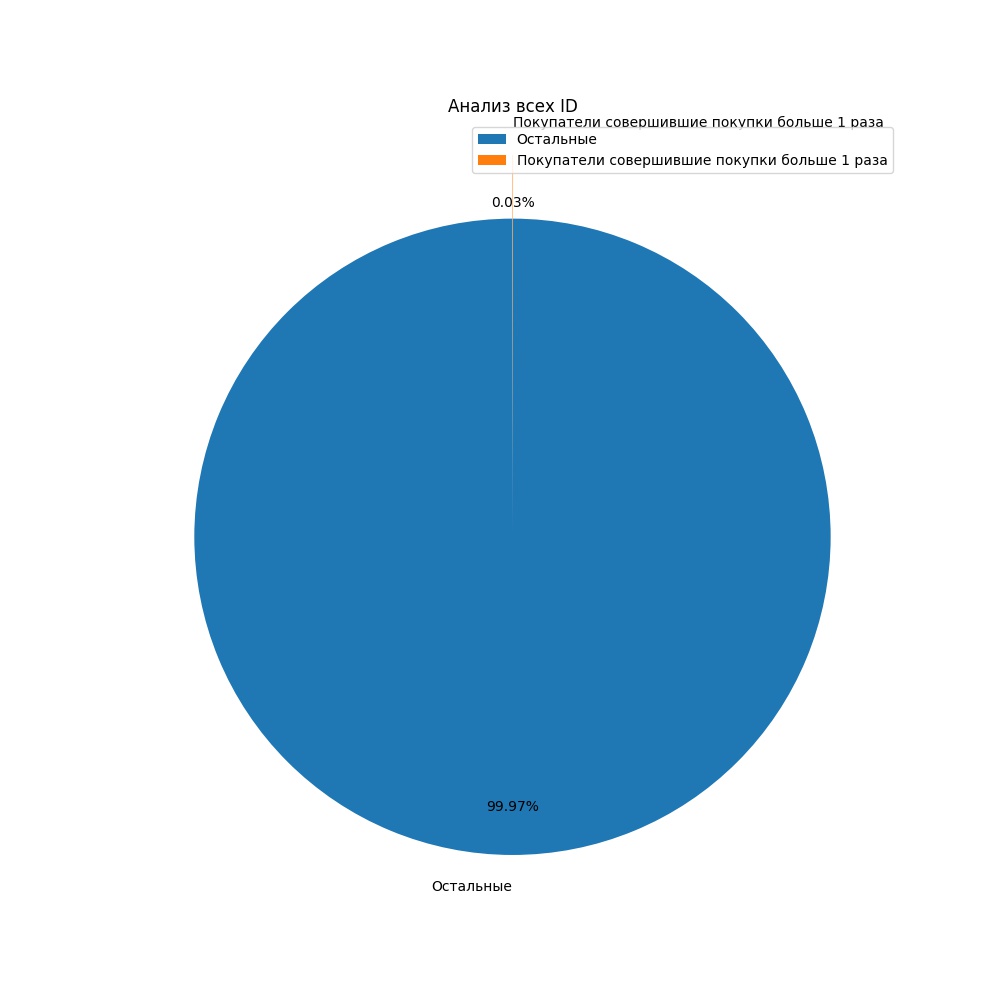 Анализ всех ID
Покупатели совершившие покупки больше 1 раза
Остальные
Покупатели совершившие покупки больше 1 раза
0.03%
99.97%
Остальные